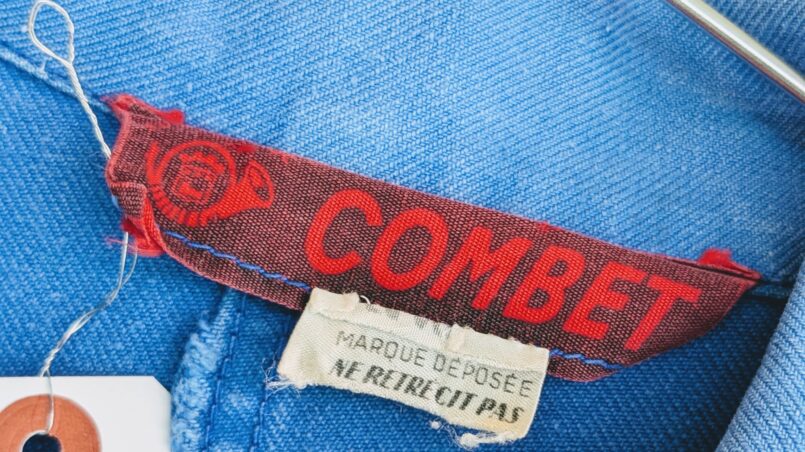 COMBET
MARQUE DÉPOSÉE
NE RETRECIT PAS